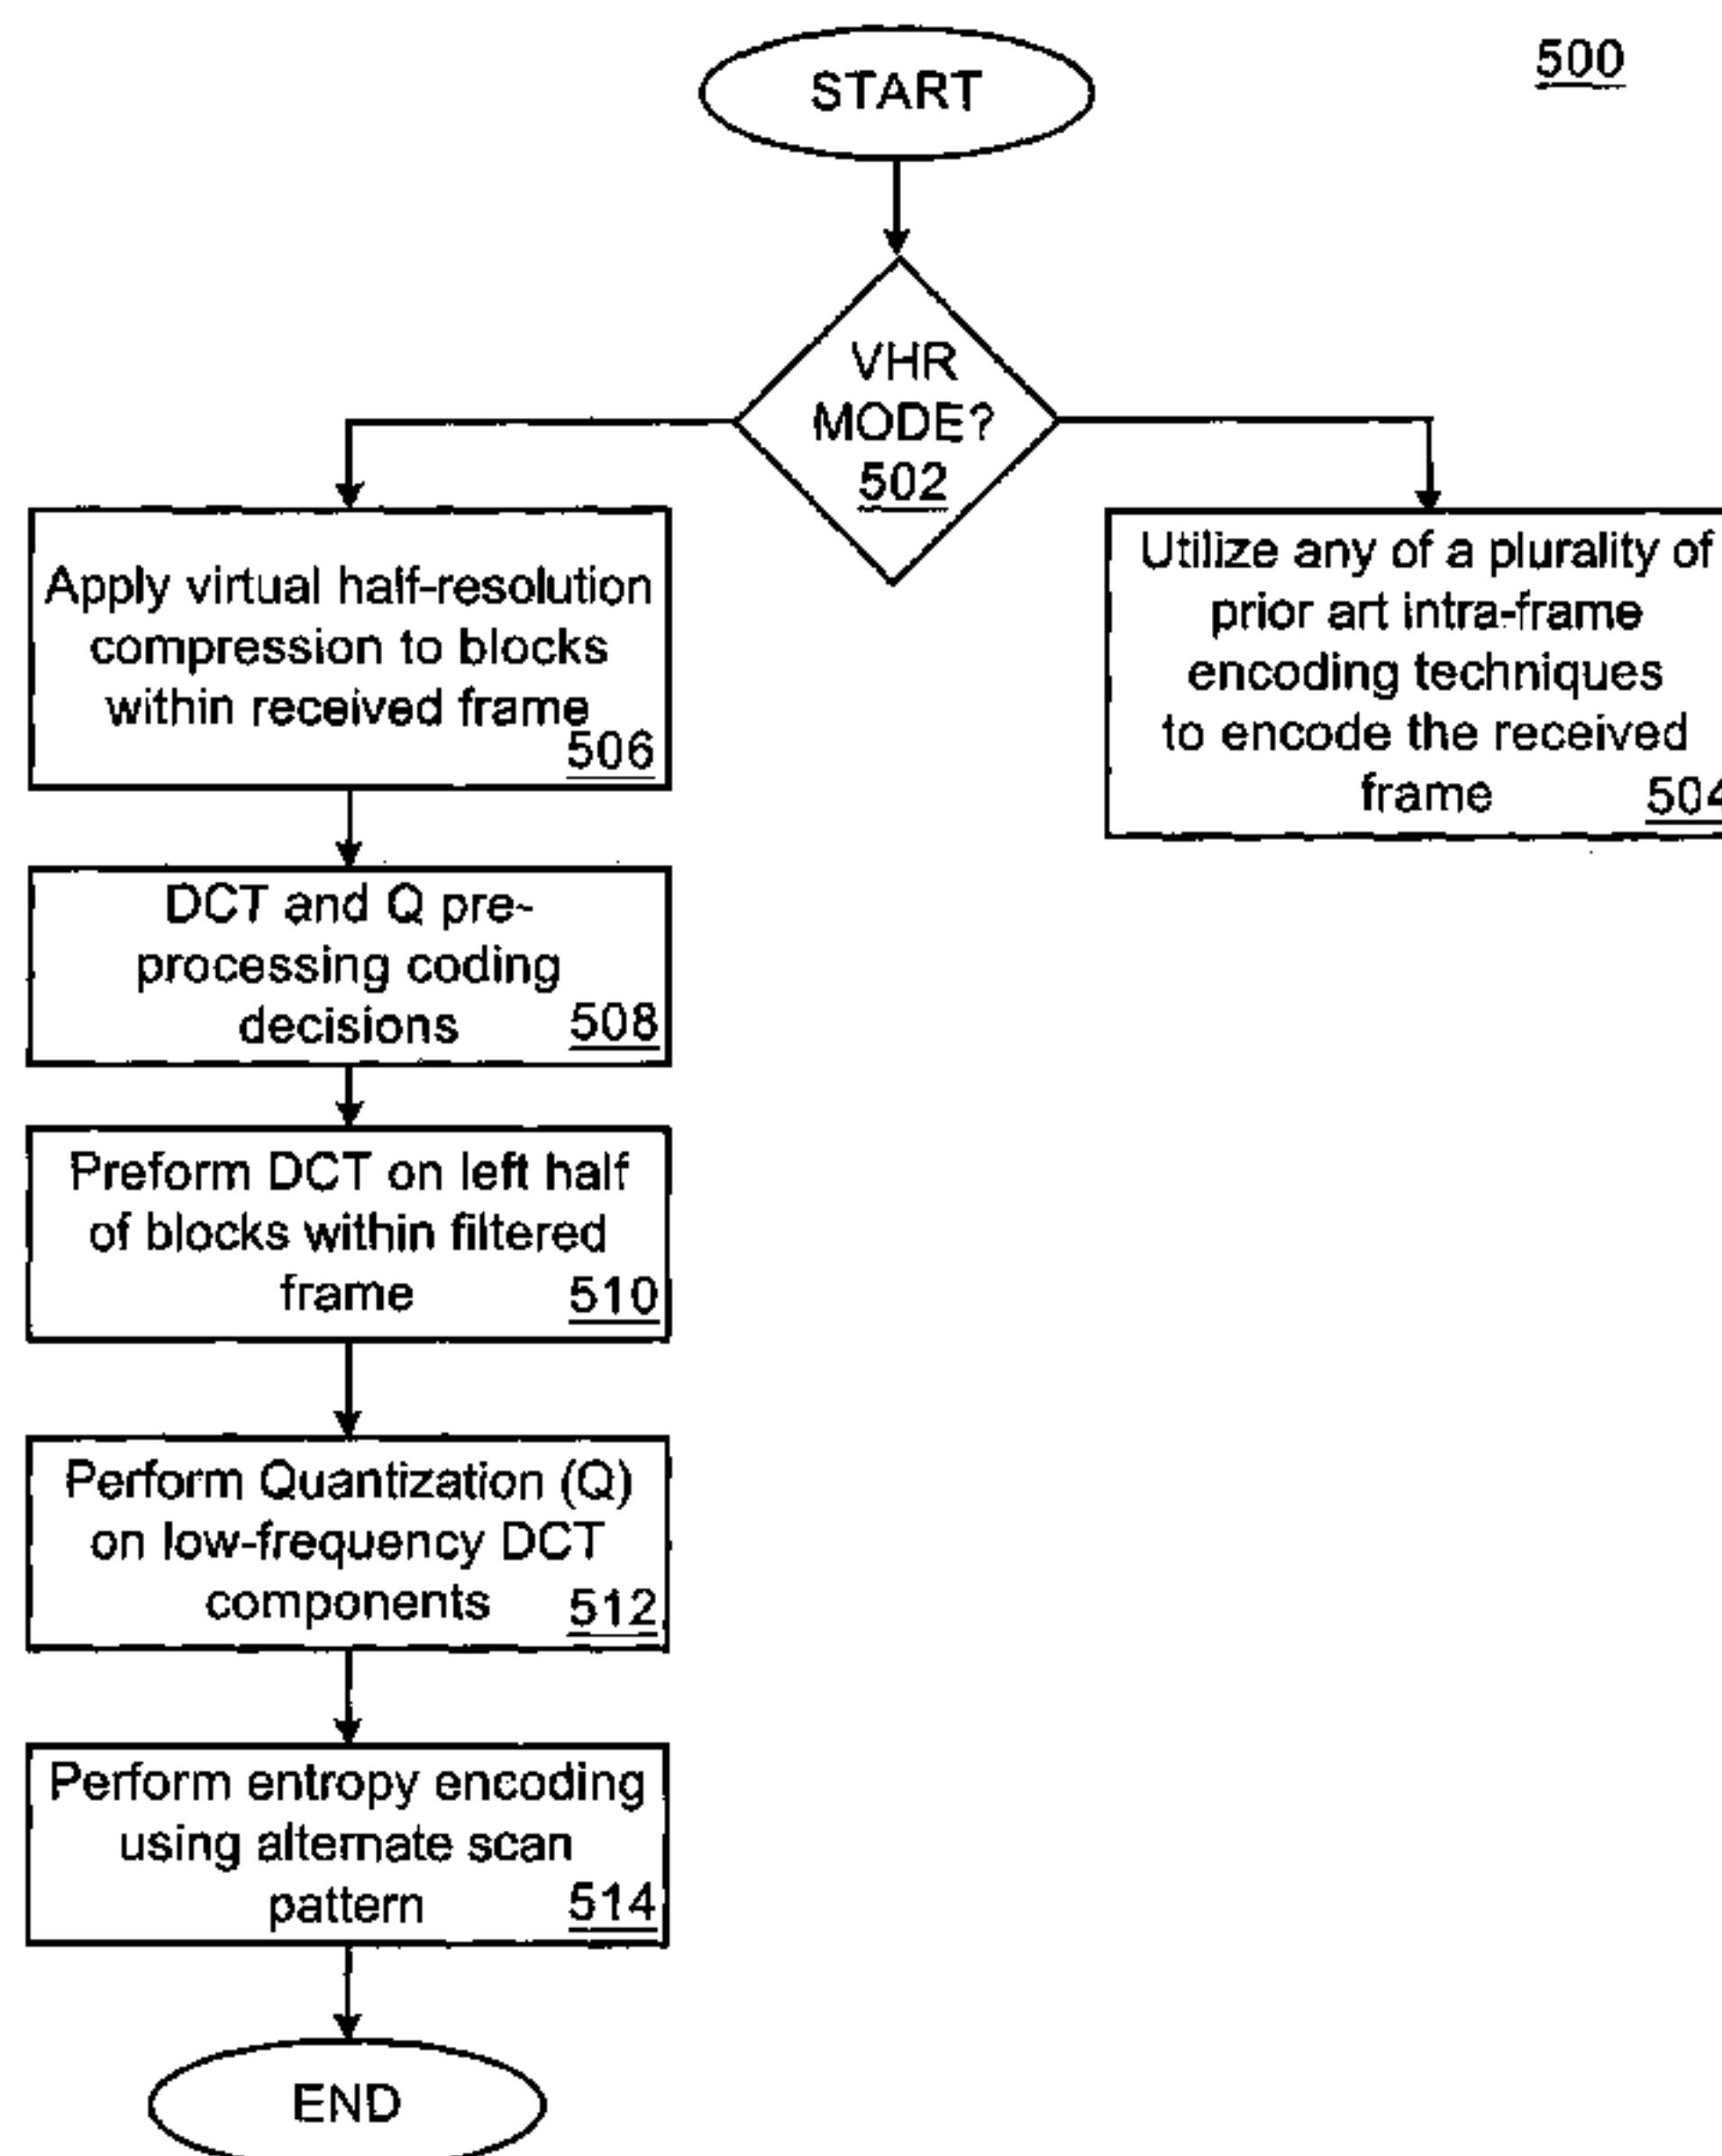 500
START
VHR
MODE?
502
Apply virtual half-resolution
compression to blocks
within received frame
506
Utilize any of a plurality of
prior art intra-frame
encoding techniques
to encode the received
frame
504
DCT and Q pre-
processing coding
decisions
508
Preform DCT on left half
of blocks within filtered
frame
510
Perform Quantization (Q)
on low-frequency DCT
components
512
Perform entropy encoding
using alternate scan
pattern
514
END